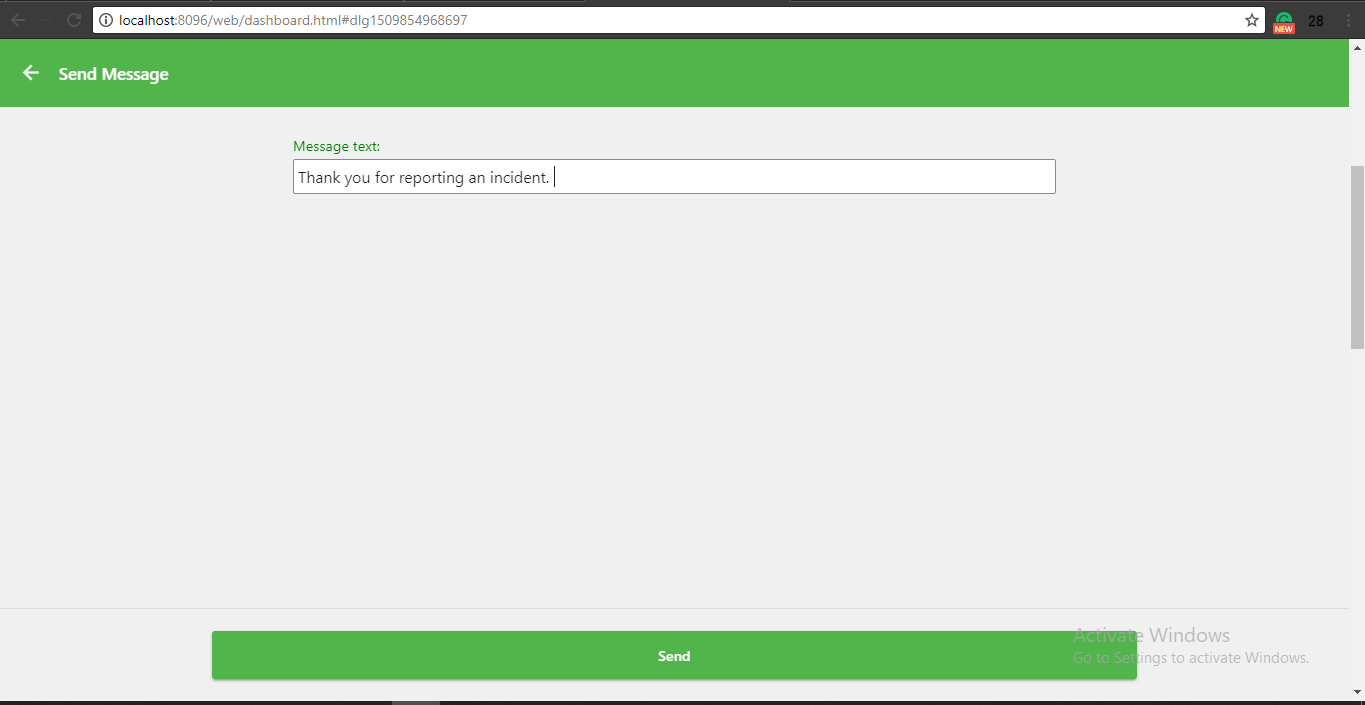 localhost:8096/web/dashboard.html#dlg1509854968697
NEW
28
Send Message
Message text:
Thank you for reporting an incident.
Send
Activate Windows
Go to Settings to activate Windows.